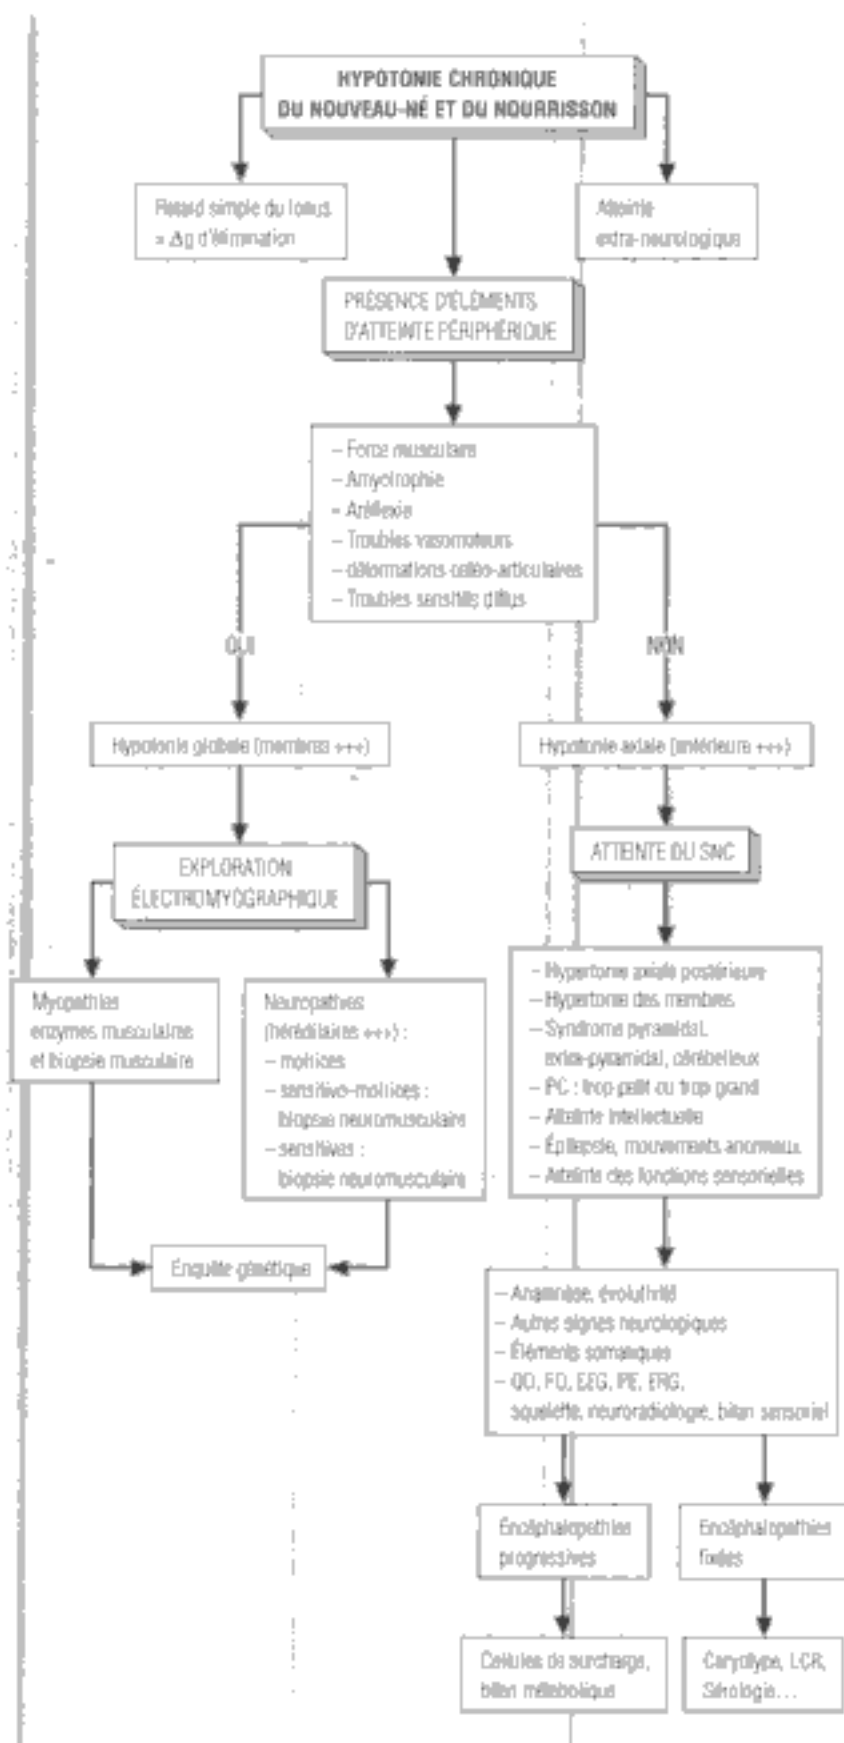 HYPOTONIE CHRONIQUE
DU NOUVEAU-NÉ ET DU NOURRISSON
Retard simple du tonus
= Δg d'élimination
Atteinte
extra-neurologique
PRÉSENCE D'ÉLÉMENTS
D'ATTEINTE PÉRIPHÉRIQUE
– Force musculaire
– Amyotrophie
– Aréflexie
– Troubles vasomoteurs
– déformations ostéo-articulaires
– Troubles sensitifs diffus
OUI
NON
Hypotonie globale (membres +++)
Hypotonie axiale (antérieure +++)
EXPLORATION
ÉLECTROMYOGRAPHIQUE
ATTEINTE DU SNC
Myopathies
enzymes musculaires
et biopsie musculaire
Neuropathies
(héréditaires +++) :
– motrices
– sensitivo-motrices :
biopsie neuromusculaire
– sensitives :
biopsie neuromusculaire
– Hypertonie axiale postérieure
– Hypertonie des membres
– Syndrome pyramidal,
extra-pyramidal, cérébelleux
– PC : trop petit ou trop grand
– Atteinte intellectuelle
– Épilepsie, mouvements anormaux
– Atteinte des fonctions sensorielles
Enquête génétique
– Anamnèse, évolutivité
– Autres signes neurologiques
– Éléments somatiques
– QD, FO, EEG, PE, ERG,
squelette, neuroradiologie, bilan sensoriel
Encéphalopathies
progressives
Encéphalopathies
fixées
Cellules de surcharge,
bilan métabolique
Caryotype, LCR,
Sérologie...